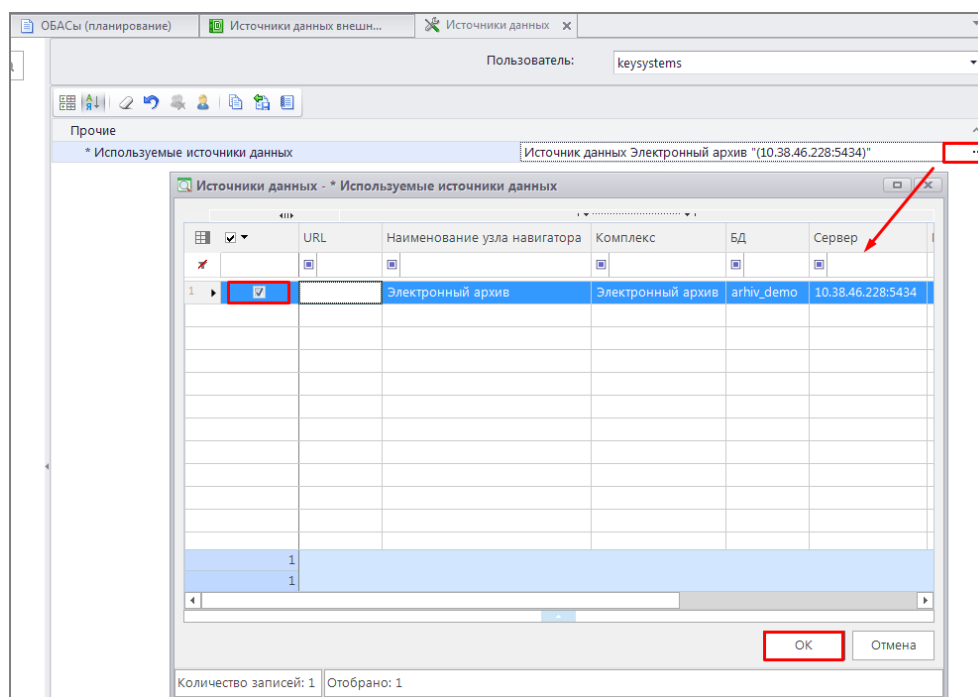 ОБАСы (планирование) Источники данных внешн... Источники данных
Пользователь: keysystems
Прочие
* Используемые источники данных Источник данных Электронный архив "(10.38.46.228:5434)"
Источники данных - * Используемые источники данных
URL Наименование узла навигатора Комплекс БД Сервер
1 Электронный архив Электронный архив arhiv_demo 10.38.46.228:5434
1
1
ОК Отмена
Количество записей: 1 Отобрано: 1